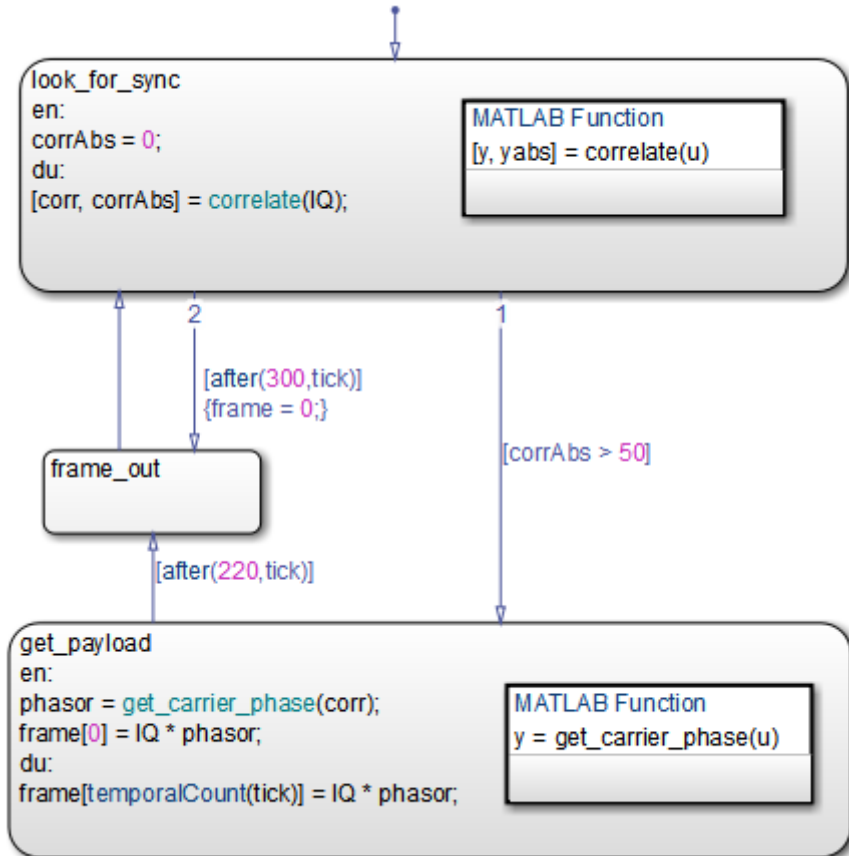 look_for_sync
en:
corrAbs = 0;
du:
[corr, corrAbs] = correlate(IQ);
MATLAB Function
[y, yabs] = correlate(u)
2
1
[after(300,tick)]
{frame = 0;}
[corrAbs > 50]
frame_out
[after(220,tick)]
get_payload
en:
phasor = get_carrier_phase(corr);
frame[0] = IQ * phasor;
du:
frame[temporalCount(tick)] = IQ * phasor;
MATLAB Function
y = get_carrier_phase(u)